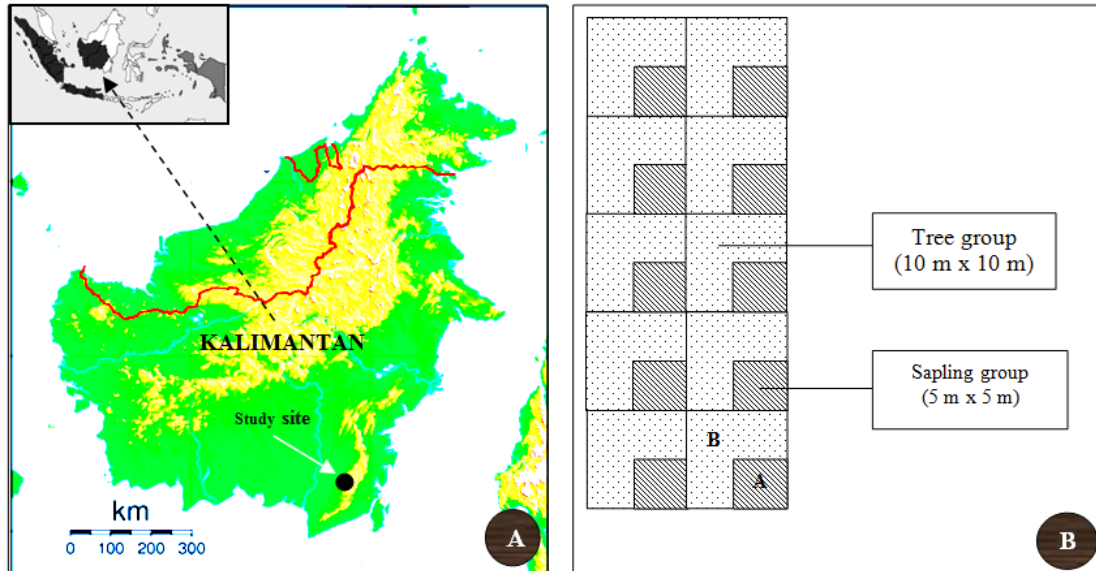 KALIMANTAN
Study site
km
0 100 200 300
A
Tree group
(10 m x 10 m)
Sapling group
(5 m x 5 m)
B
A
B